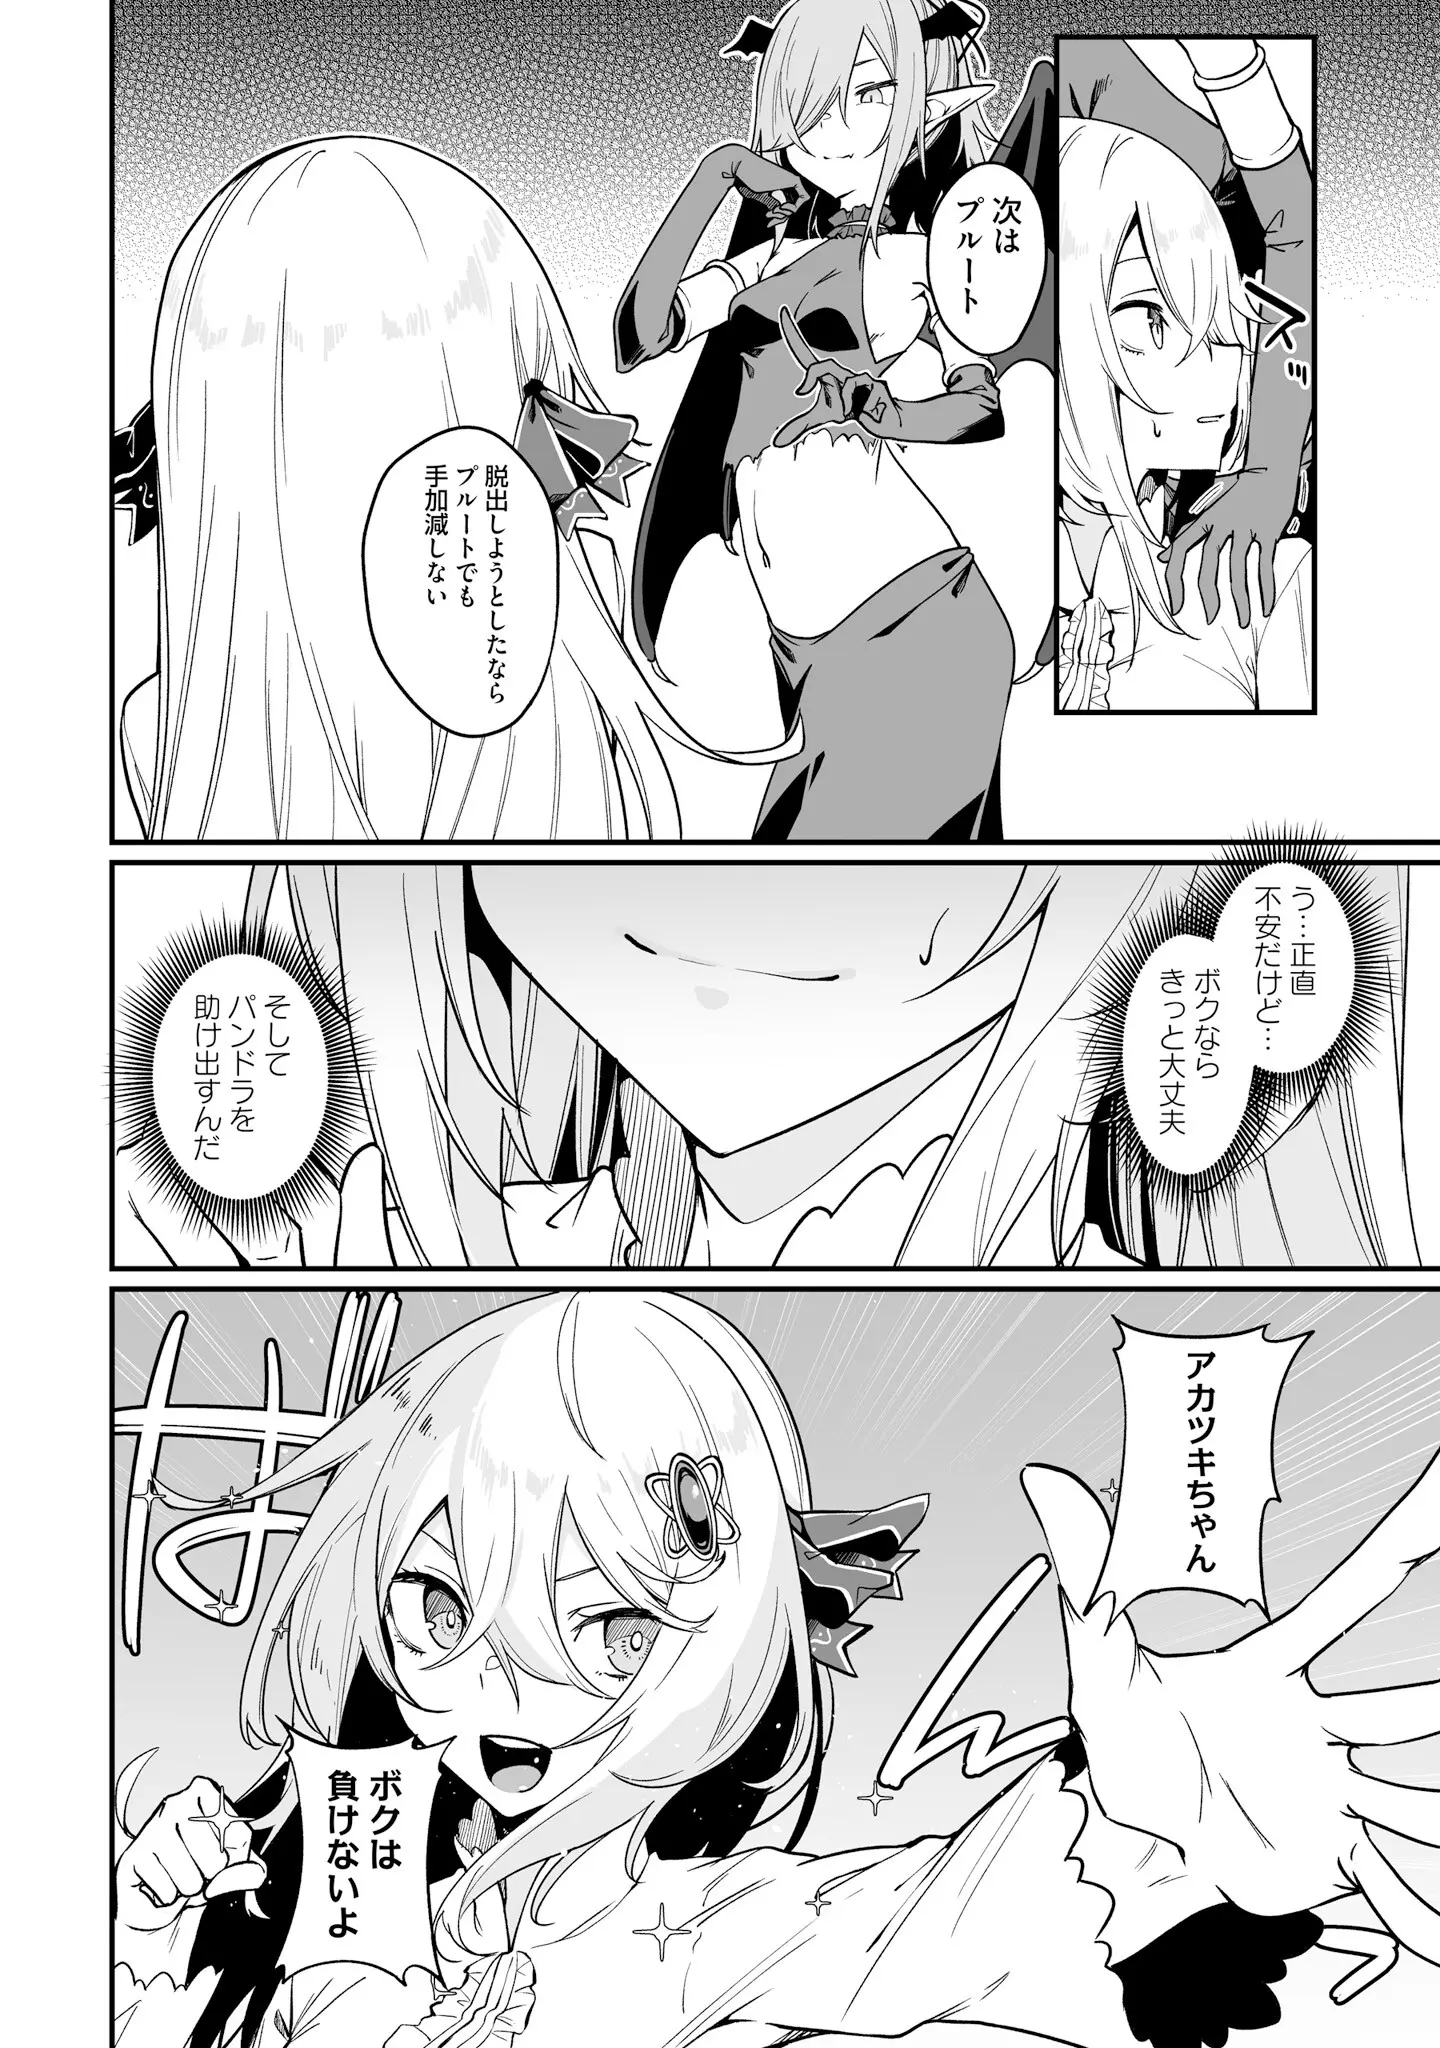 スッ
次は
プルート
脱出しようとしたなら
プルートでも
手加減しない
う…正直
不安だけど…
ボクなら
きっと大丈夫
そして
パンドラを
助け出すんだ
アカツキちゃん
ボクは
負けないよ